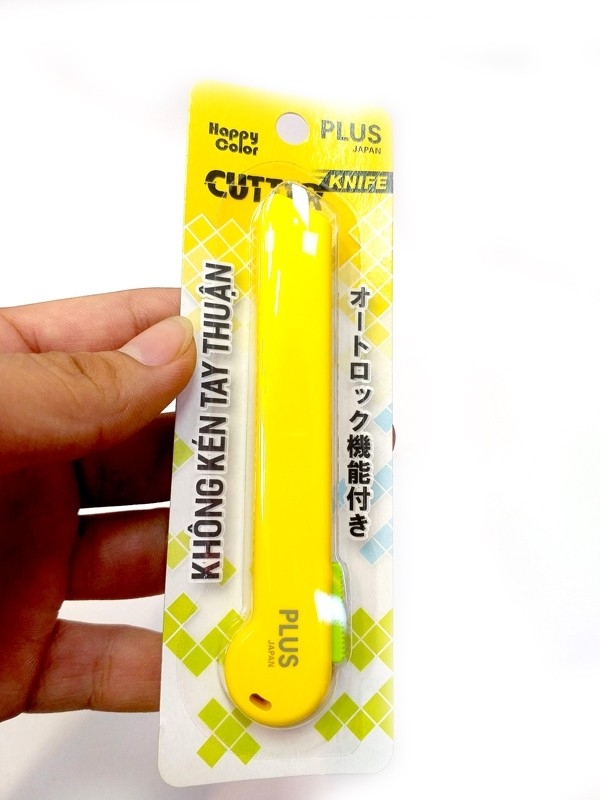 Happy
Color
PLUS
JAPAN
CUTTER KNIFE
KHÔNG KÉN TAY THUẬN
オートロック機能付き
PLUS
JAPAN